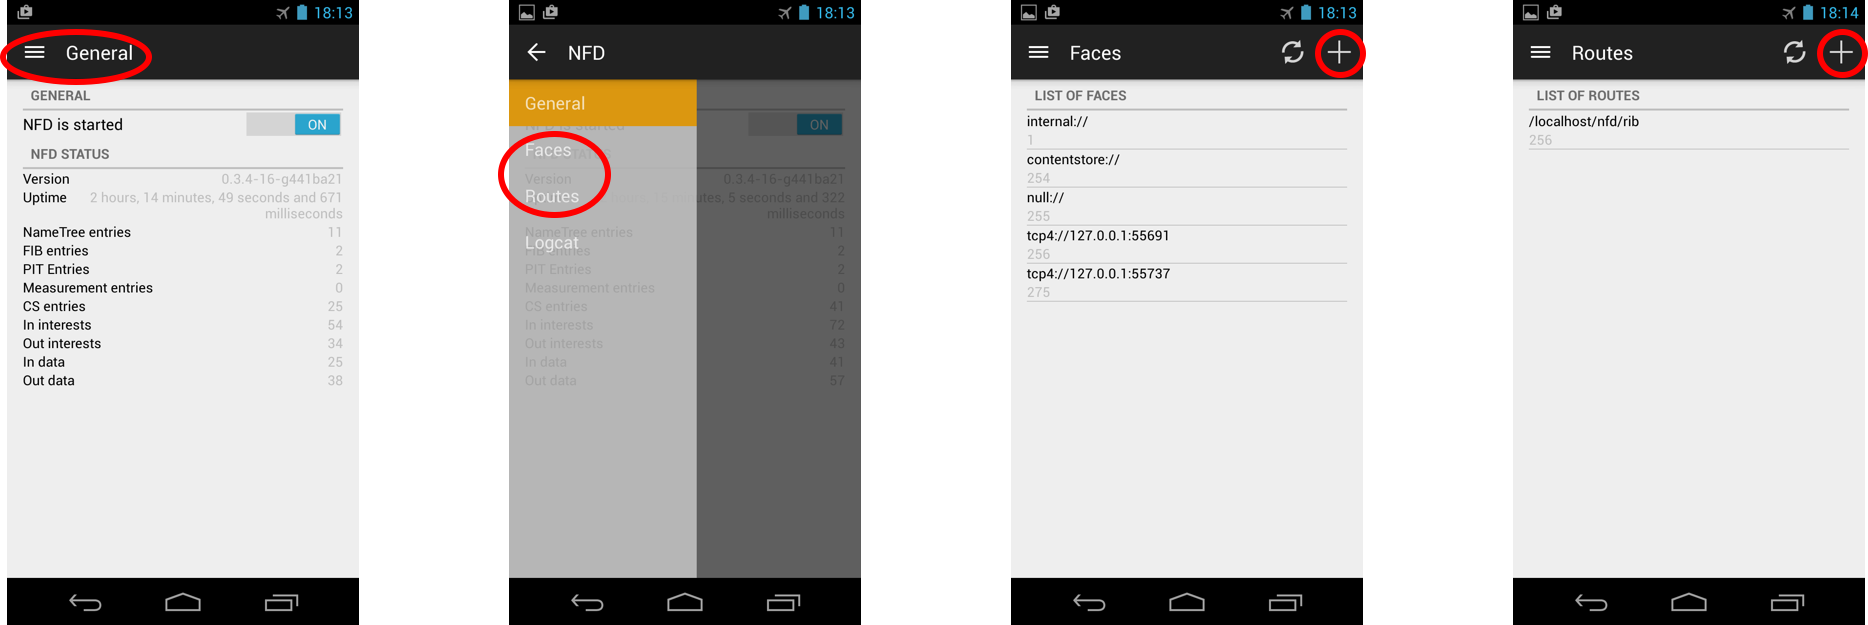 18:13
General
GENERAL
NFD is started ON
NFD STATUS
Version 0.3.4-16-g441ba21
Uptime 2 hours, 14 minutes, 49 seconds and 671
milliseconds
NameTree entries 11
FIB entries 2
PIT Entries 2
Measurement entries 0
CS entries 25
In interests 54
Out interests 34
In data 25
Out data 38
18:13
NFD
General
NFD is started ON
Faces
Version 0.3.4-16-g441ba21
Routes utes, 5 seconds and 322
milliseconds
NameTree entries 11
Logcat
FIB entries 2
PIT Entries 2
Measurement entries 0
CS entries 41
In interests 72
Out interests 43
In data 41
Out data 57
18:13
Faces
LIST OF FACES
internal://
1
contentstore://
254
null://
255
tcp4://127.0.0.1:55691
256
tcp4://127.0.0.1:55737
275
18:14
Routes
LIST OF ROUTES
/localhost/nfd/rib
256